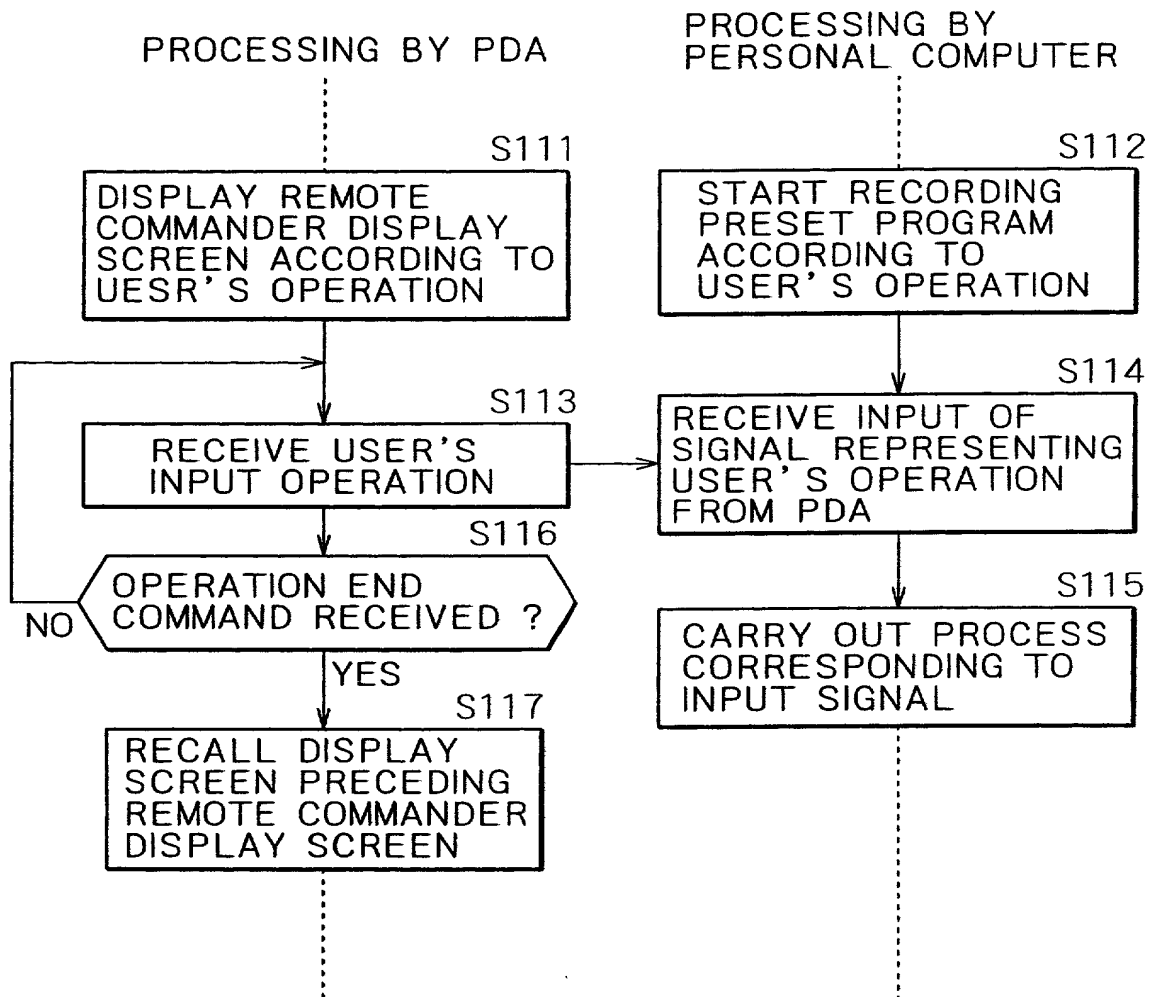 PROCESSING BY PDA
PROCESSING BY
PERSONAL COMPUTER
S111
DISPLAY REMOTE
COMMANDER DISPLAY
SCREEN ACCORDING TO
UESR'S OPERATION
S112
START RECORDING
PRESET PROGRAM
ACCORDING TO
USER'S OPERATION
S113
RECEIVE USER'S
INPUT OPERATION
S114
RECEIVE INPUT OF
SIGNAL REPRESENTING
USER'S OPERATION
FROM PDA
S116
OPERATION END
COMMAND RECEIVED ?
NO
YES
S115
CARRY OUT PROCESS
CORRESPONDING TO
INPUT SIGNAL
S117
RECALL DISPLAY
SCREEN PRECEDING
REMOTE COMMANDER
DISPLAY SCREEN